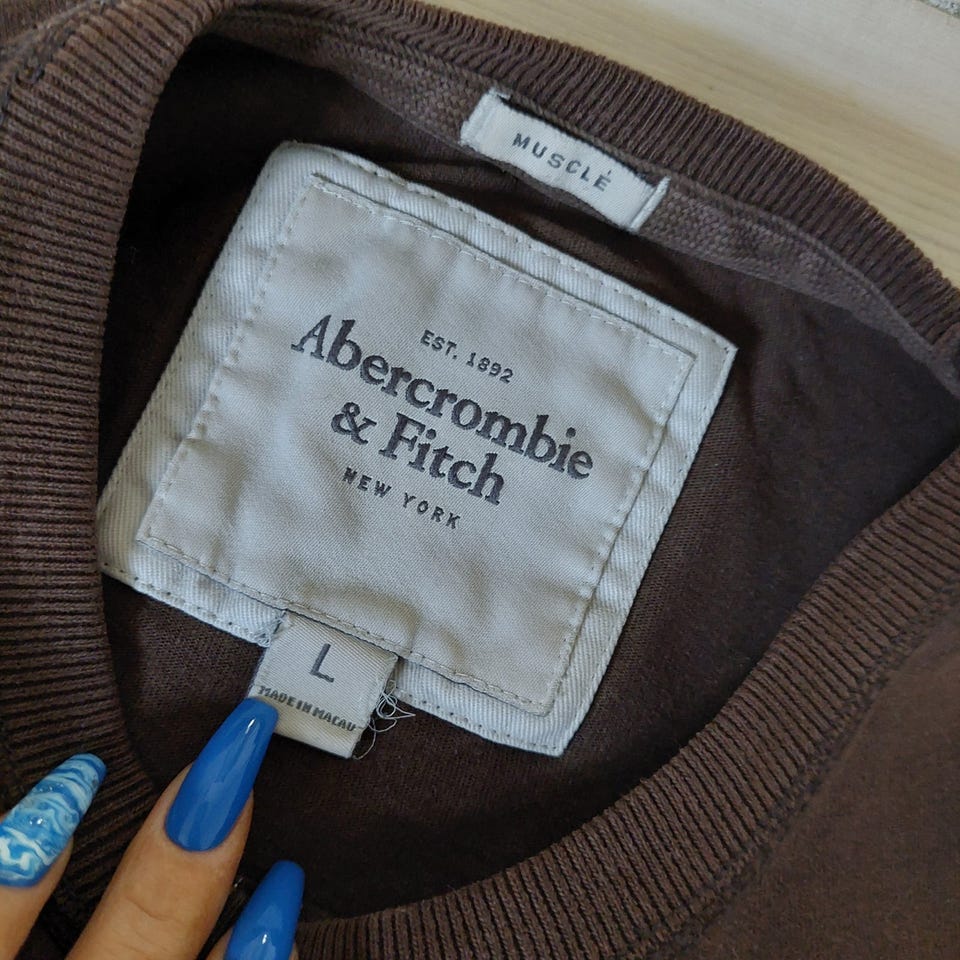 MUSCLE
EST. 1892
Abercrombie
& Fitch
NEW YORK
L
MADE IN MACAU